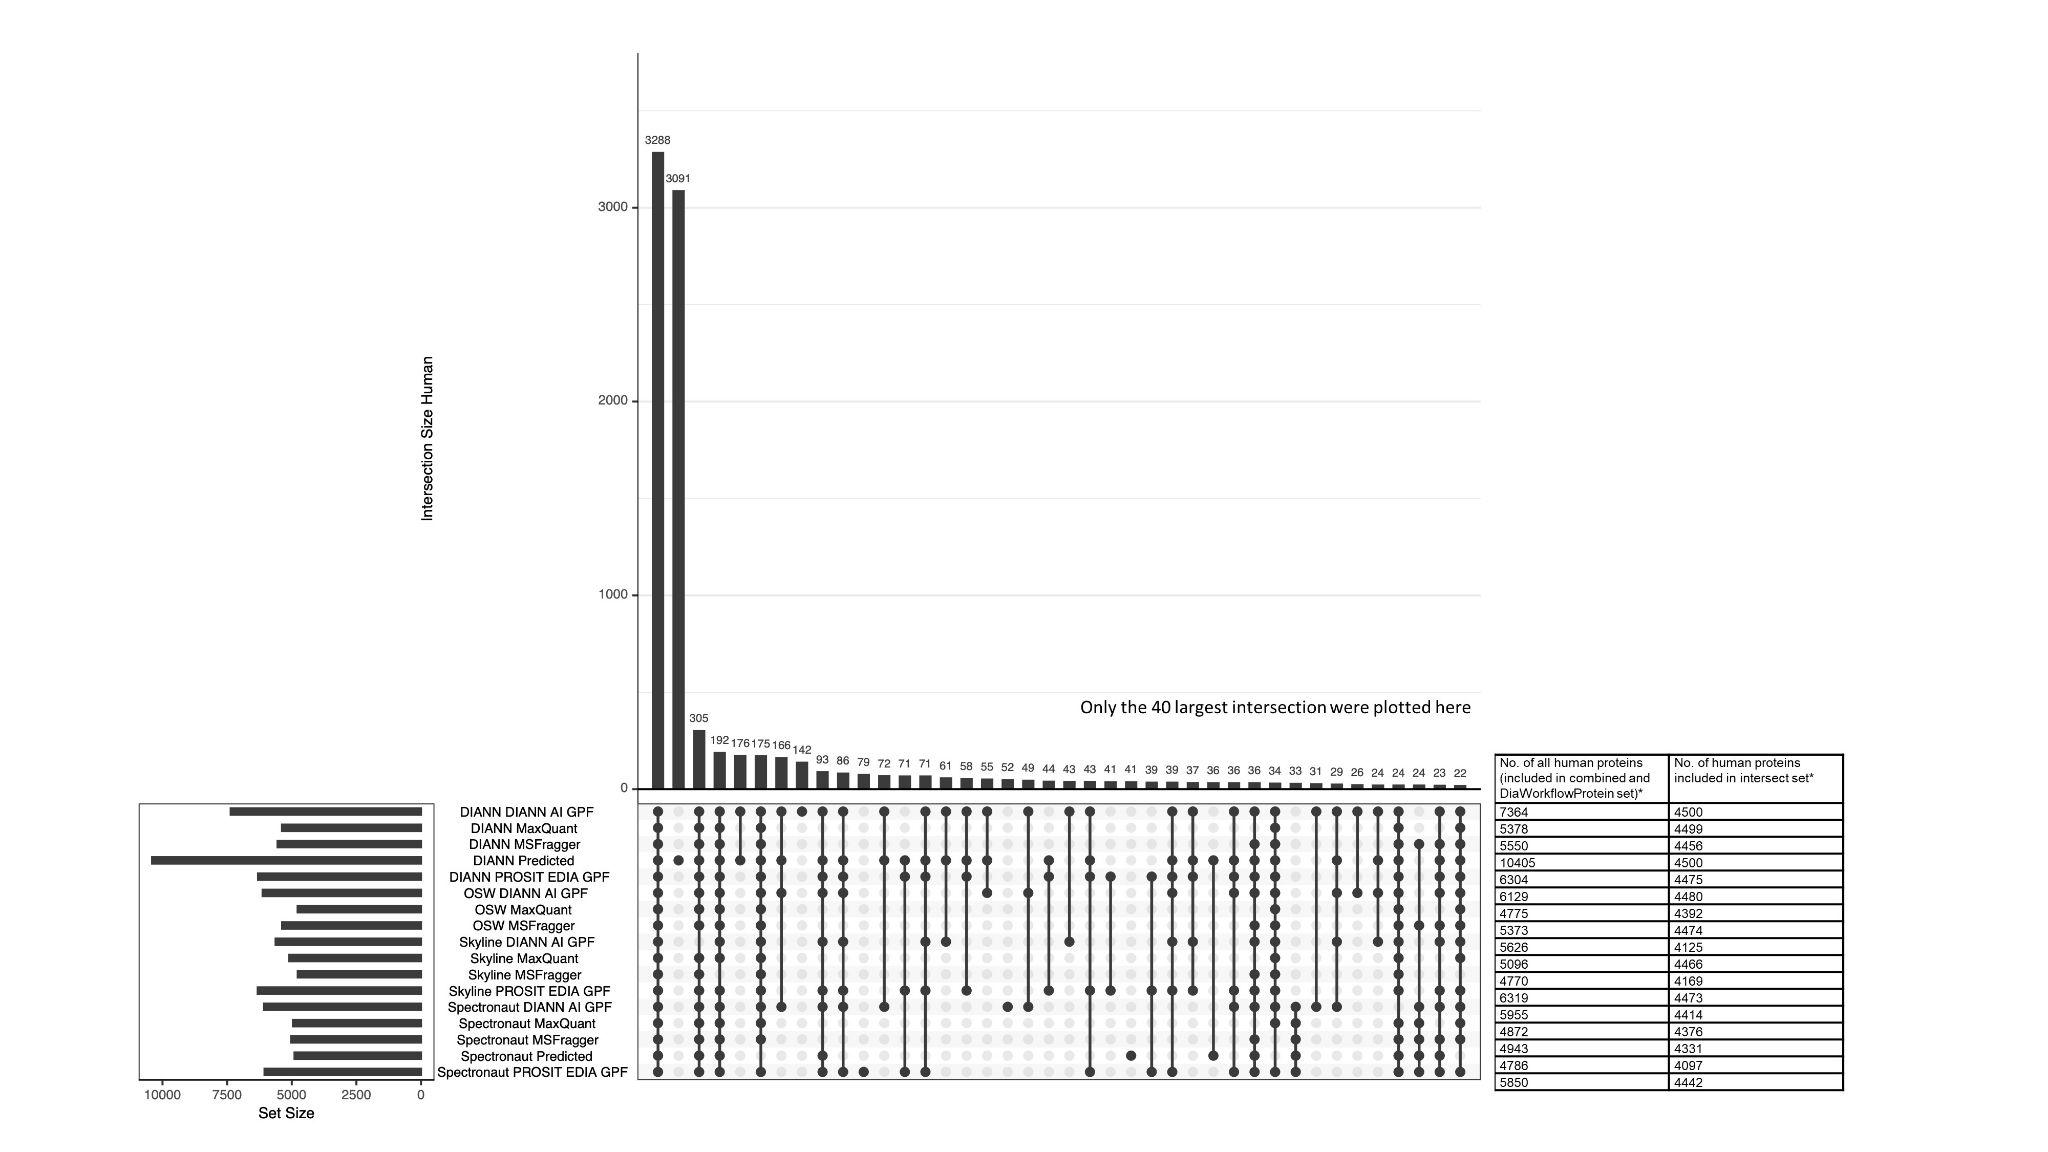 3288
3091
3000
2000
1000
0
Intersection Size Human
Only the 40 largest intersection were plotted here
305
192 176 175 166 142 93 86 79 72 71 71 61 58 55 52 49 44 43 43 41 41 39 39 37 36 36 36 34 33 31 29 26 24 24 24 23 22
DIANN DIANN AI GPF
DIANN MaxQuant
DIANN MSFragger
DIANN Predicted
DIANN PROSIT EDIA GPF
OSW DIANN AI GPF
OSW MaxQuant
OSW MSFragger
Skyline DIANN AI GPF
Skyline MaxQuant
Skyline MSFragger
Skyline PROSIT EDIA GPF
Spectronaut DIANN AI GPF
Spectronaut MaxQuant
Spectronaut MSFragger
Spectronaut Predicted
Spectronaut PROSIT EDIA GPF
10000 7500 5000 2500 0
Set Size
No. of all human proteins
(included in combined and
DiaWorkflowProtein set)*
No. of human proteins
included in intersect set*
7364 4500
5378 4499
5550 4456
10405 4500
6304 4475
6129 4480
4775 4392
5373 4474
5626 4125
5096 4466
4770 4169
6319 4473
5955 4414
4872 4376
4943 4331
4786 4097
5850 4442